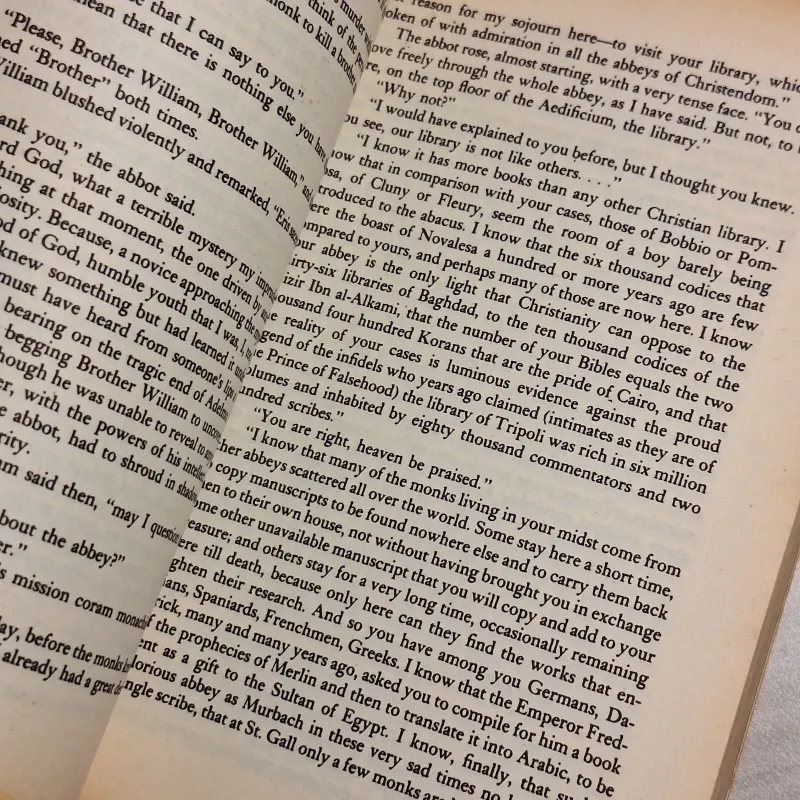 se that I can say to you."
mean that there is nothing else you have
"Please, Brother William, Brother William," and
"Brother" both times.
William blushed violently and remarked, "Eris
ank you," the abbot said.
rd God, what a terrible mystery my
hing at that moment, the one driven by
iosity. Because, a novice approaching the
od of God, humble youth that I was I,
knew something but had learned it
must have heard from someone's lips
bearing on the tragic end of
begging Brother William to
hough he was unable to reveal to
er, with the powers of his
e abbot, had to shroud in
rity.
am said then, "may I question
bout the abbey?"
er."
's mission coram
ay, before the monks
already had a great
the murder
think of the
monk to kill a brother
reason for my sojourn here—to visit your library, which
oken of with admiration in all the abbeys of Christendom."
The abbot rose, almost starting, with a very tense face. "You c
ove freely through the whole abbey, as I have said. But not, to b
re, on the top floor of the Aedificium, the library."
"Why not?"
"I would have explained to you before, but I thought you knew.
ou see, our library is not like others. . . ."
"I know it has more books than any other Christian library. I
now that in comparison with your cases, those of Bobbio or Pom-
osa, of Cluny or Fleury, seem the room of a boy barely being
troduced to the abacus. I know that the six thousand codices that
ere the boast of Novalesa a hundred or more years ago are few
mpared to yours, and perhaps many of those are now here. I know
our abbey is the only light that Christianity can oppose to the
irty-six libraries of Baghdad, to the ten thousand codices of the
izir Ibn al-Alkami, that the number of your Bibles equals the two
ousand four hundred Korans that are the pride of Cairo, and that
e reality of your cases is luminous evidence against the proud
gend of the infidels who years ago claimed (intimates as they are of
e Prince of Falsehood) the library of Tripoli was rich in six million
olumes and inhabited by eighty thousand commentators and two
undred scribes."
"You are right, heaven be praised."
"I know that many of the monks living in your midst come from
her abbeys scattered all over the world. Some stay here a short time,
copy manuscripts to be found nowhere else and to carry them back
en to their own house, not without having brought you in exchange
ome other unavailable manuscript that you will copy and add to your
easure; and others stay for a very long time, occasionally remaining
ere till death, because only here can they find the works that en-
ghten their research. And so you have among you Germans, Da-
ans, Spaniards, Frenchmen, Greeks. I know that the Emperor Fred-
rick, many and many years ago, asked you to compile for him a book
f the prophecies of Merlin and then to translate it into Arabic, to be
ent as a gift to the Sultan of Egypt. I know, finally, that su
lorious abbey as Murbach in these very sad times no
ngle scribe, that at St. Gall only a few monks are